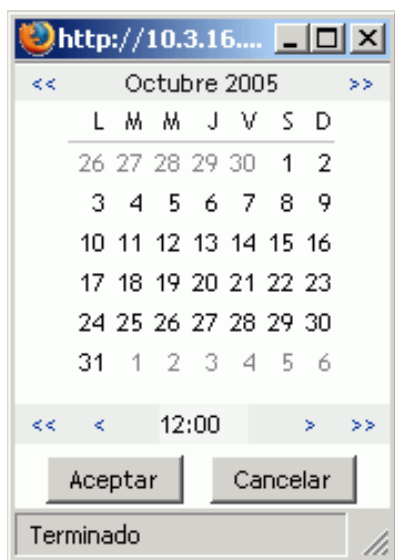 http://10.3.16....
<< Octubre 2005 >>
L M M J V S D
26 27 28 29 30 1 2
3 4 5 6 7 8 9
10 11 12 13 14 15 16
17 18 19 20 21 22 23
24 25 26 27 28 29 30
31 1 2 3 4 5 6
<< < 12:00 > >>
Aceptar Cancelar
Terminado